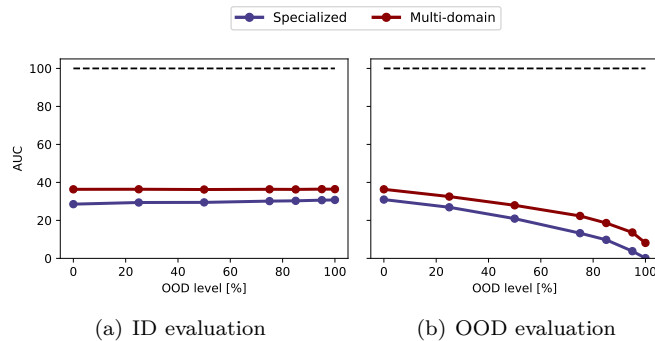 Specialized Multi-domain
100
80
60
40
20
0
AUC
0 20 40 60 80 100
OOD level [%]
0 20 40 60 80 100
OOD level [%]
(a) ID evaluation
(b) OOD evaluation